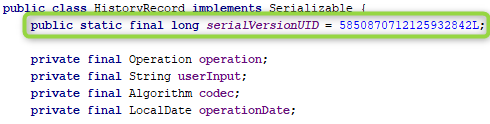 public class HistoryRecord implements Serializable {
public static final long serialVersionUID = 5850870712125932842L;
private final Operation operation;
private final String userInput;
private final Algorithm codec;
private final LocalDate operationDate;